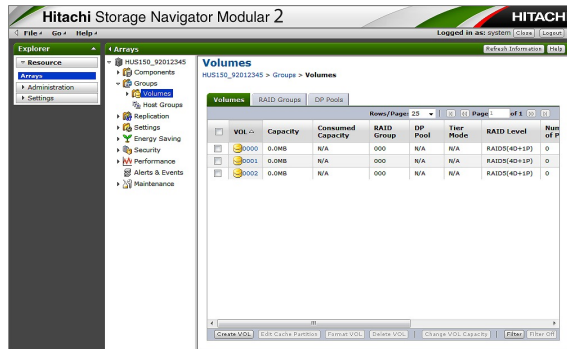 Hitachi Storage Navigator Modular 2
HITACH
File Go Help
Logged in as: system Close Logout
Explorer
Arrays
Refresh Information Help
Resource
Arrays
Administration
Settings
HUS150_92012345
Components
Groups
Volumes
Host Groups
Replication
Settings
Energy Saving
Security
Performance
Alerts & Events
Maintenance
Volumes
HUS150_92012345 > Groups > Volumes
Volumes RAID Groups DP Pools
Rows/Page: 25 Page 1 of 1
VOL Capacity Consumed Capacity RAID Group DP Pool Tier Mode RAID Level Num of P
0000 0.0MB N/A 000 N/A N/A RAID5(4D+1P) 0
0001 0.0MB N/A 000 N/A N/A RAID5(4D+1P) 0
0002 0.0MB N/A 000 N/A N/A RAID5(4D+1P) 0
Create VOL Edit Cache Partition Format VOL Delete VOL Change VOL Capacity Filter Filter Off